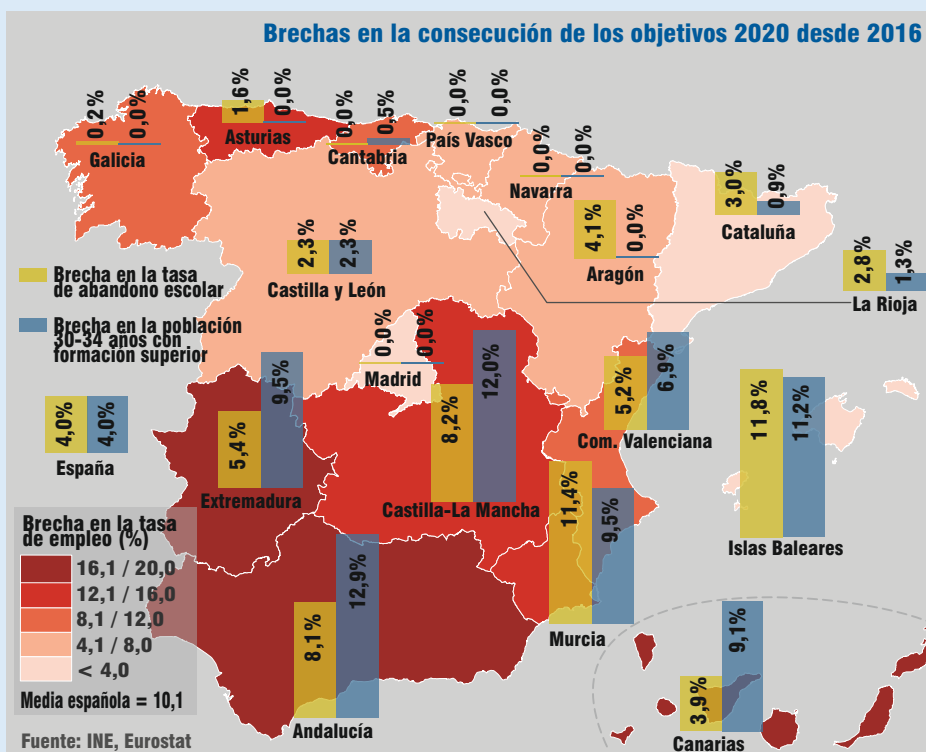 Brechas en la consecución de los objetivos 2020 desde 2016
0,2%
0,0%
Galicia
1,6%
0,0%
Asturias
0,0%
0,5%
Cantabria
0,0%
0,0%
País Vasco
0,0%
0,0%
Navarra
4,1%
0,0%
Aragón
3,0%
0,9%
Cataluña
2,8%
1,3%
La Rioja
2,3%
2,3%
Castilla y León
Brecha en la tasa
de abandono escolar
Brecha en la población
30-34 anos con
formación superior
0,0%
0,0%
Madrid
4,0%
4,0%
España
5,4%
9,5%
Extremadura
8,2%
12,0%
Castilla-La Mancha
5,2%
6,9%
Com. Valenciana
11,8%
11,2%
Islas Baleares
11,4%
9,5%
Murcia
8,1%
12,9%
Andalucía
3,9%
9,1%
Canarias
Brecha en la tasa
de empleo (%)
16,1 / 20,0
12,1 / 16,0
8,1 / 12,0
4,1 / 8,0
< 4,0
Media española = 10,1
Fuente: INE, Eurostat